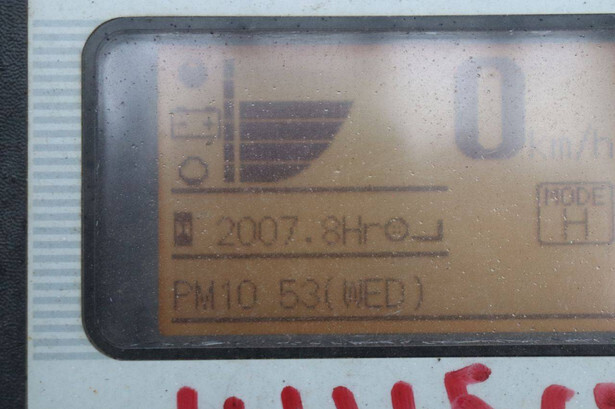 0 km/h
MODE
H
2007.8Hr
PM10 53(WED)